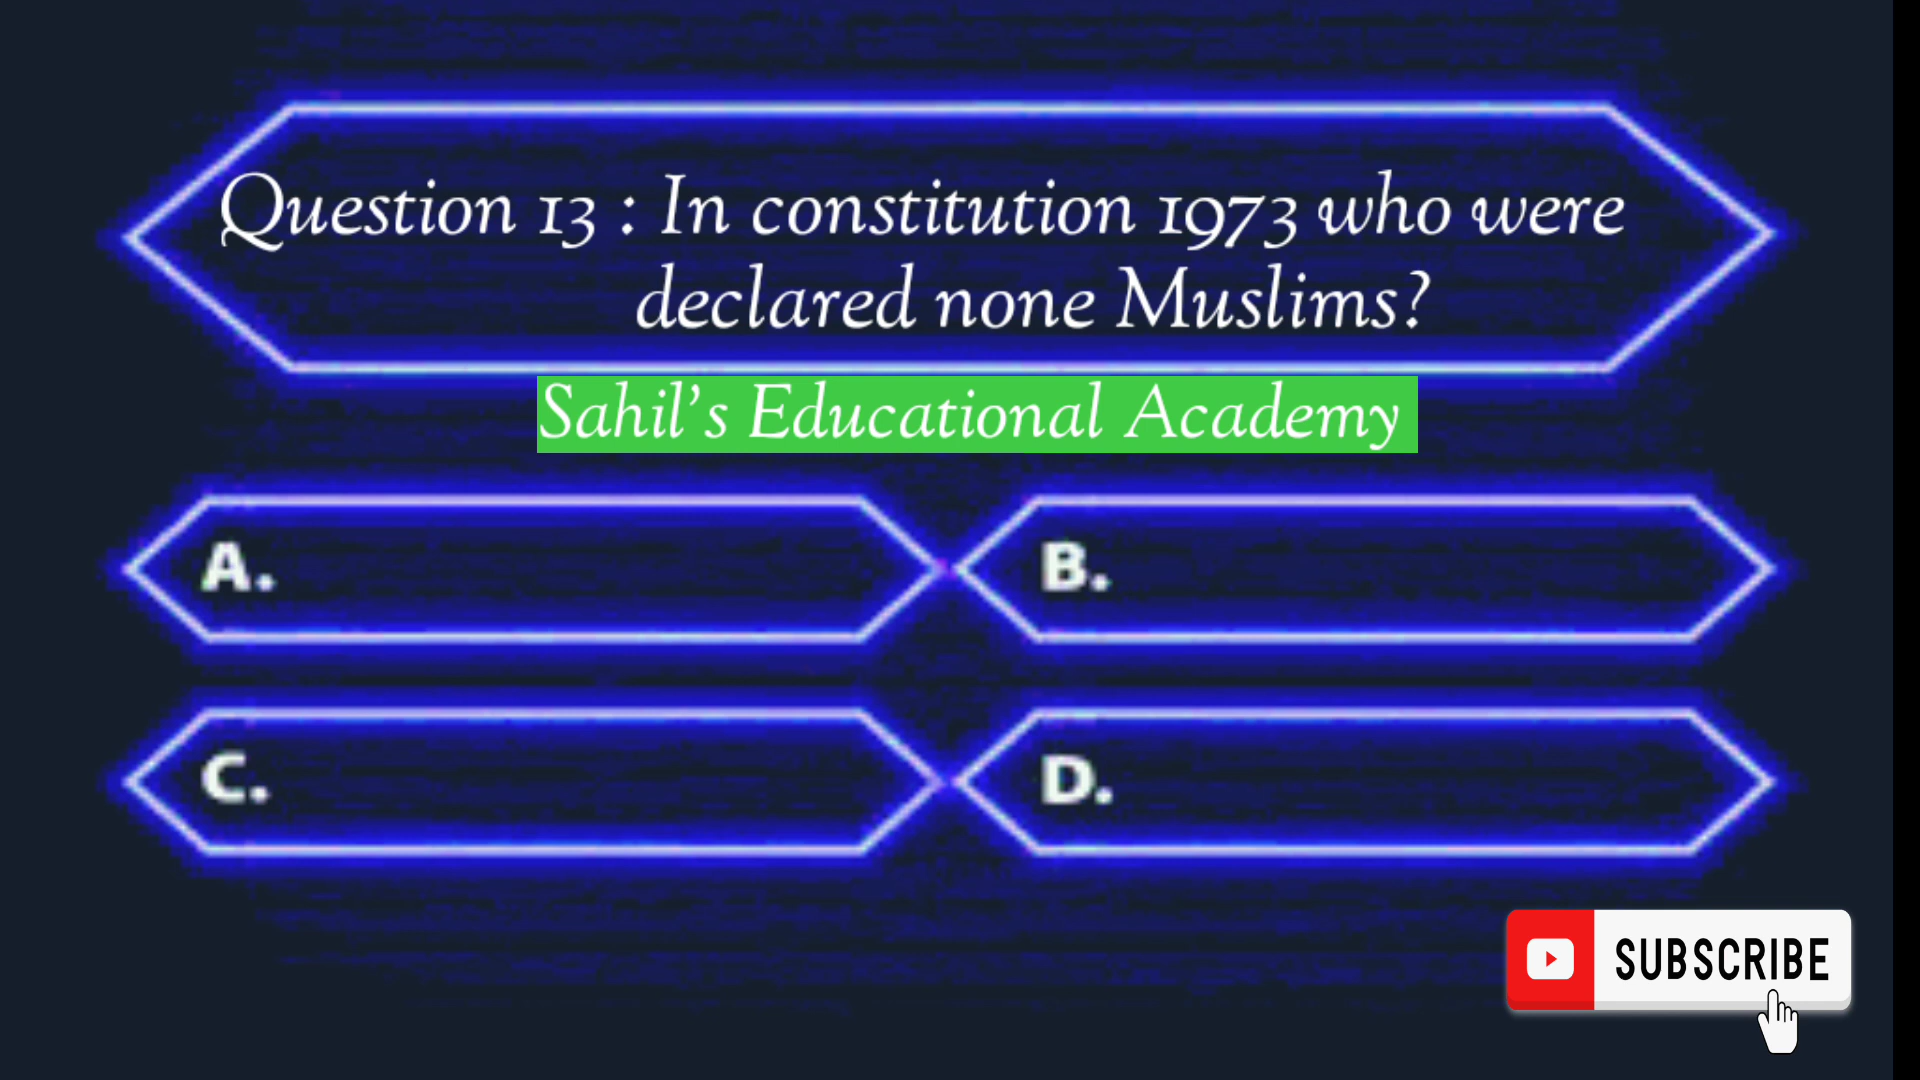 Question 13 : In constitution 1973 who were
declared none Muslims?
Sahil's Educational Academy
A.
B.
C.
D.
SUBSCRIBE